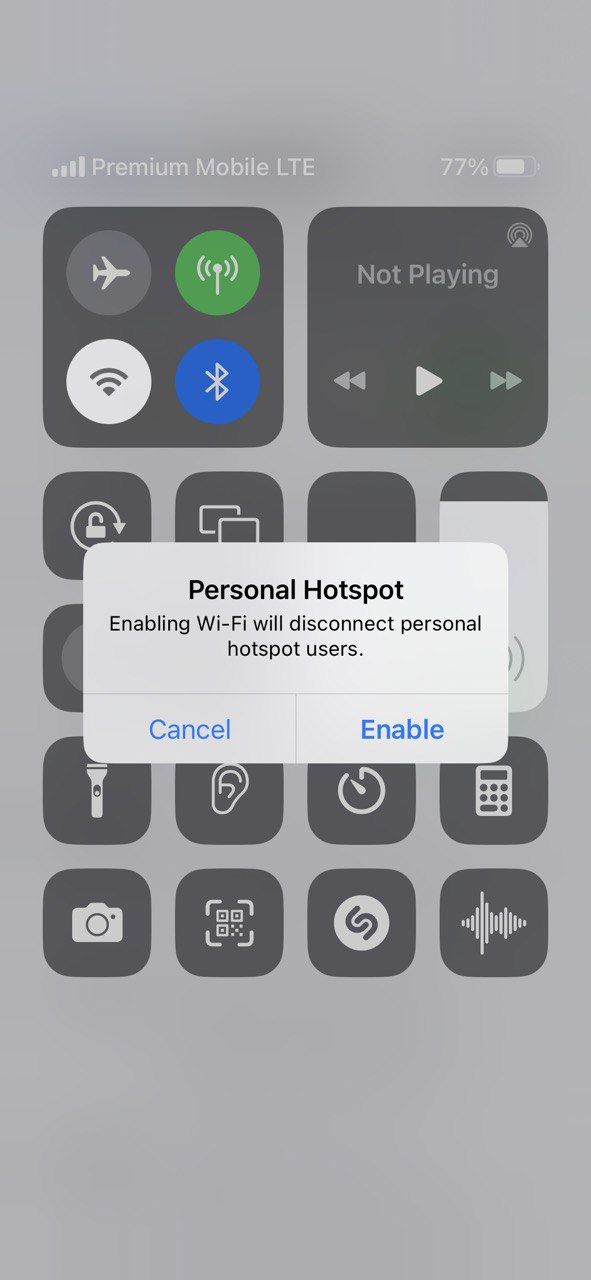 Premium Mobile LTE 77%
Not Playing
Personal Hotspot
Enabling Wi-Fi will disconnect personal
hotspot users.
Cancel Enable